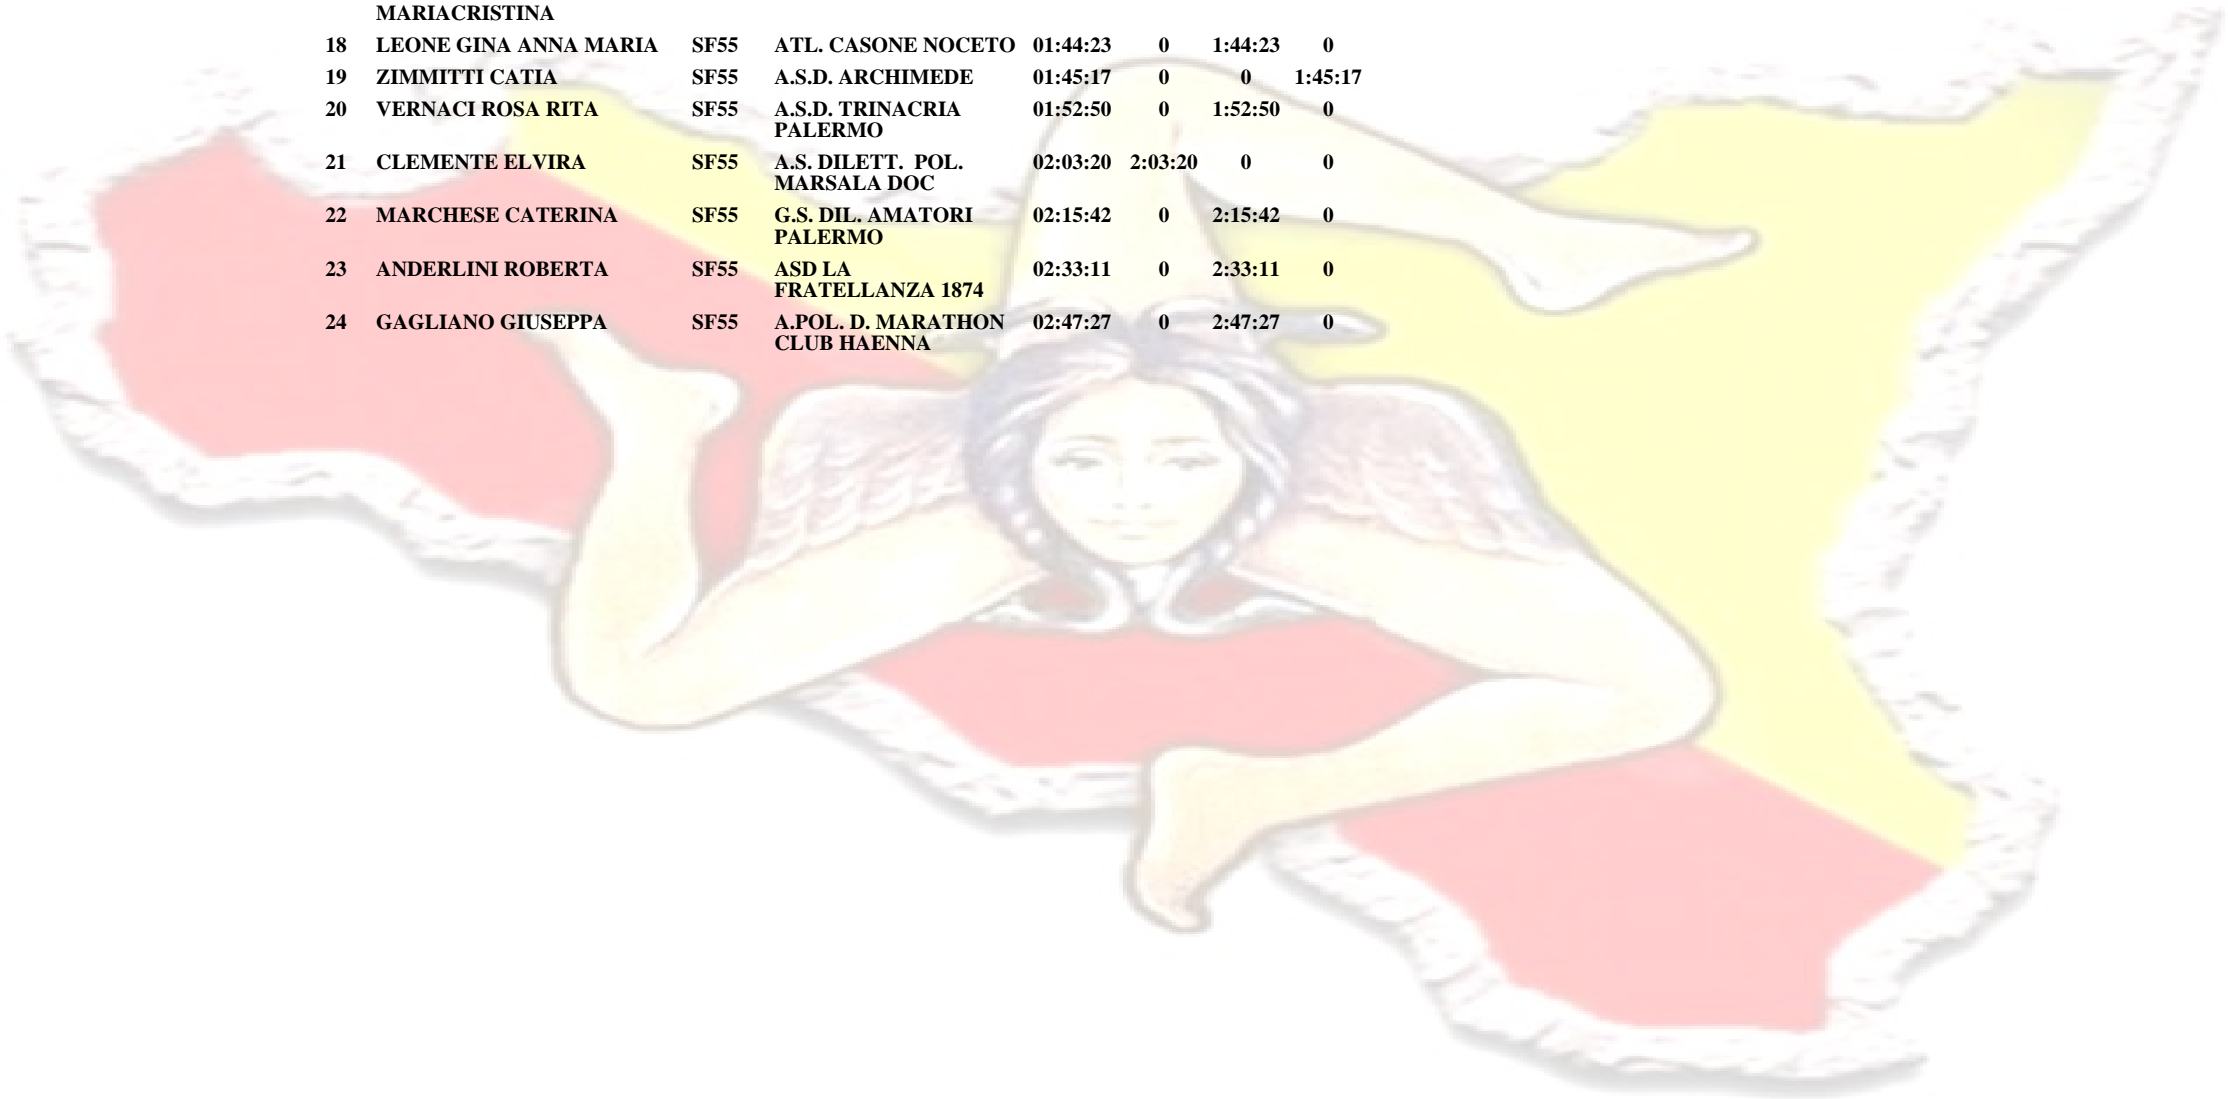 MARIACRISTINA
18 LEONE GINA ANNA MARIA SF55 ATL. CASONE NOCETO 01:44:23 0 1:44:23 0
19 ZIMMITTI CATIA SF55 A.S.D. ARCHIMEDE 01:45:17 0 0 1:45:17
20 VERNACI ROSA RITA SF55 A.S.D. TRINACRIA 01:52:50 0 1:52:50 0
PALERMO
21 CLEMENTE ELVIRA SF55 A.S. DILETT. POL. 02:03:20 2:03:20 0 0
MARSALA DOC
22 MARCHESE CATERINA SF55 G.S. DIL. AMATORI 02:15:42 0 2:15:42 0
PALERMO
23 ANDERLINI ROBERTA SF55 ASD LA 02:33:11 0 2:33:11 0
FRATELLANZA 1874
24 GAGLIANO GIUSEPPA SF55 A.POL. D. MARATHON 02:47:27 0 2:47:27 0
CLUB HAENNA